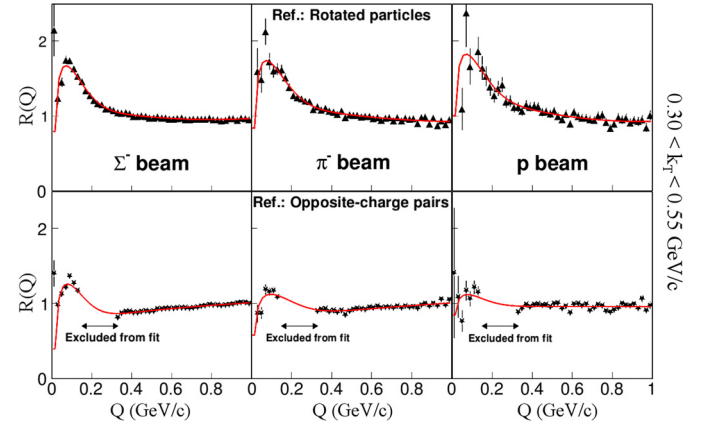 Ref.: Rotated particles
R(Q)
2
1
0
Σ⁻ beam
π⁻ beam
p beam
0.30 < k_T < 0.55 GeV/c
Ref.: Opposite-charge pairs
R(Q)
2
1
0
Excluded from fit
Excluded from fit
Excluded from fit
0 0.2 0.4 0.6 0.8
0 0.2 0.4 0.6 0.8
0 0.2 0.4 0.6 0.8 1
Q (GeV/c)
Q (GeV/c)
Q (GeV/c)